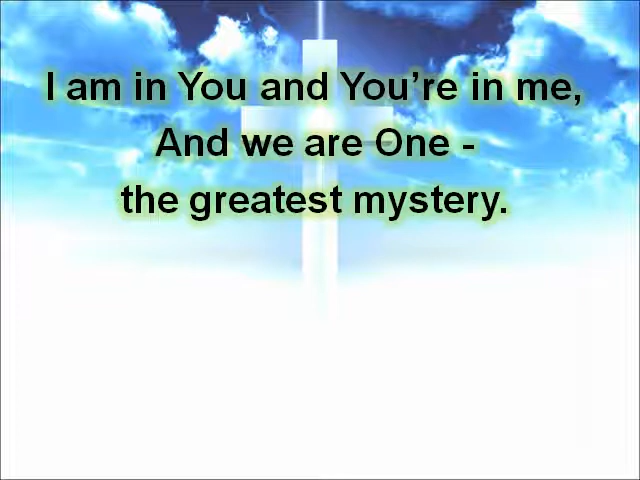 I am in You and You’re in me,
And we are One -
the greatest mystery.